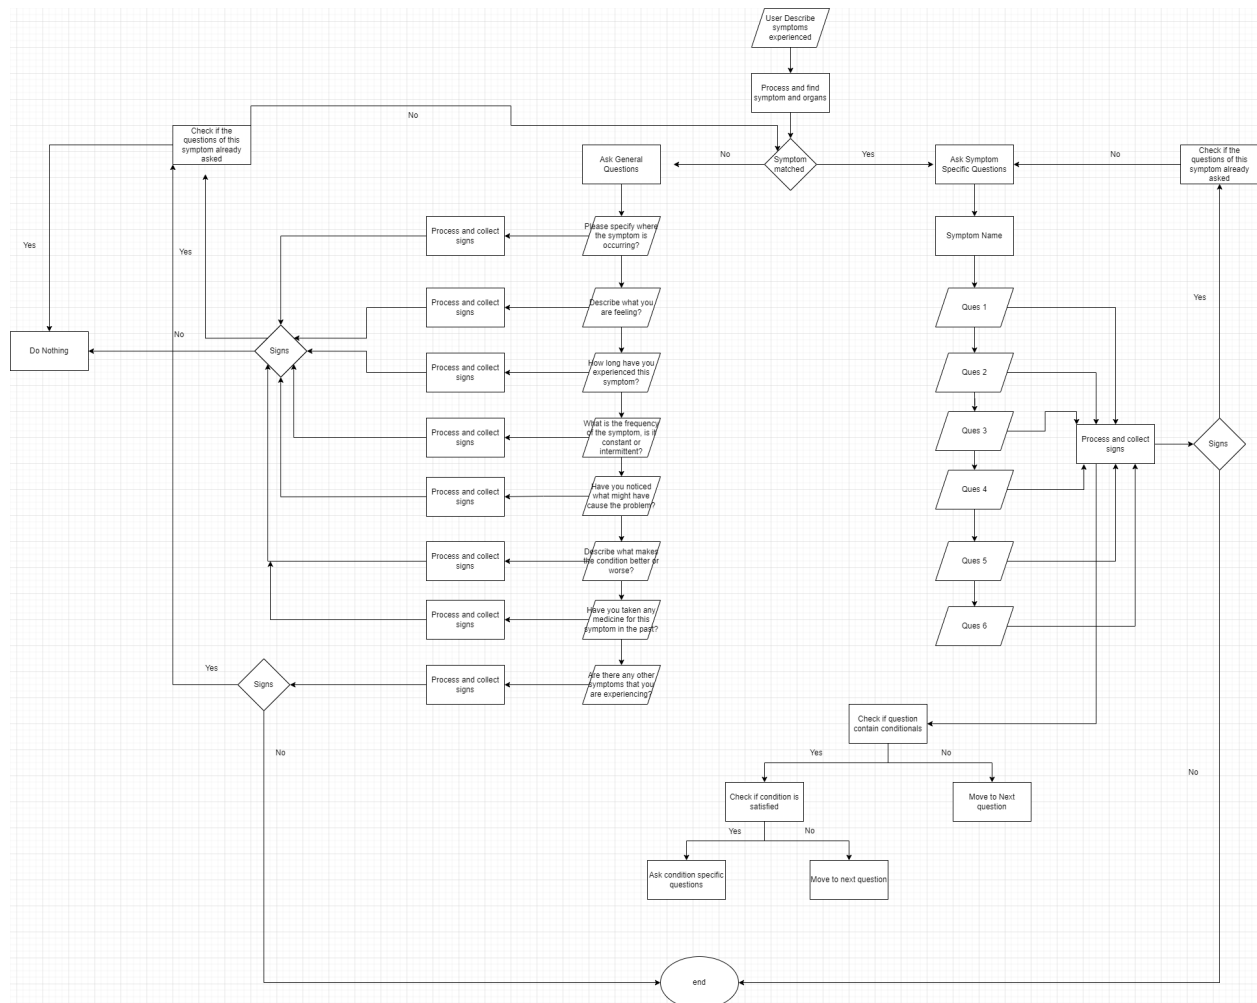 User Describe
symptoms
experienced
Process and find
symptom and organs
No
Check if the
questions of this
symptom already
asked
Ask General
Questions
No
Symptom
matched
Yes
Ask Symptom
Specific Questions
No
Check if the
questions of this
symptom already
asked
Yes
Yes
Process and collect
signs
Please specify where
the symptom is
occurring?
Symptom Name
Process and collect
signs
Describe what you
are feeling?
Ques 1
Yes
No
Do Nothing
Signs
Process and collect
signs
How long have you
experienced this
symptom?
Ques 2
Process and collect
signs
What is the frequency
of the symptom, is it
constant or
intermittent?
Ques 3
Process and collect
signs
Signs
Process and collect
signs
Have you noticed
what might have
cause the problem?
Ques 4
Process and collect
signs
Describe what makes
the condition better or
worse?
Ques 5
Process and collect
signs
Have you taken any
medicine for this
symptom in the past?
Ques 6
Yes
Signs
Process and collect
signs
Are there any other
symptoms that you
are experiencing?
No
Check if question
contain conditionals
Yes
No
No
Check if condition is
satisfied
Move to Next
question
Yes
No
Ask condition specific
questions
Move to next question
end